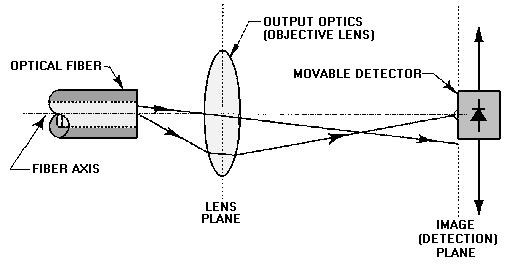 OUTPUT OPTICS
(OBJECTIVE LENS)
OPTICAL FIBER
MOVABLE DETECTOR
FIBER AXIS
LENS
PLANE
IMAGE
(DETECTION)
PLANE